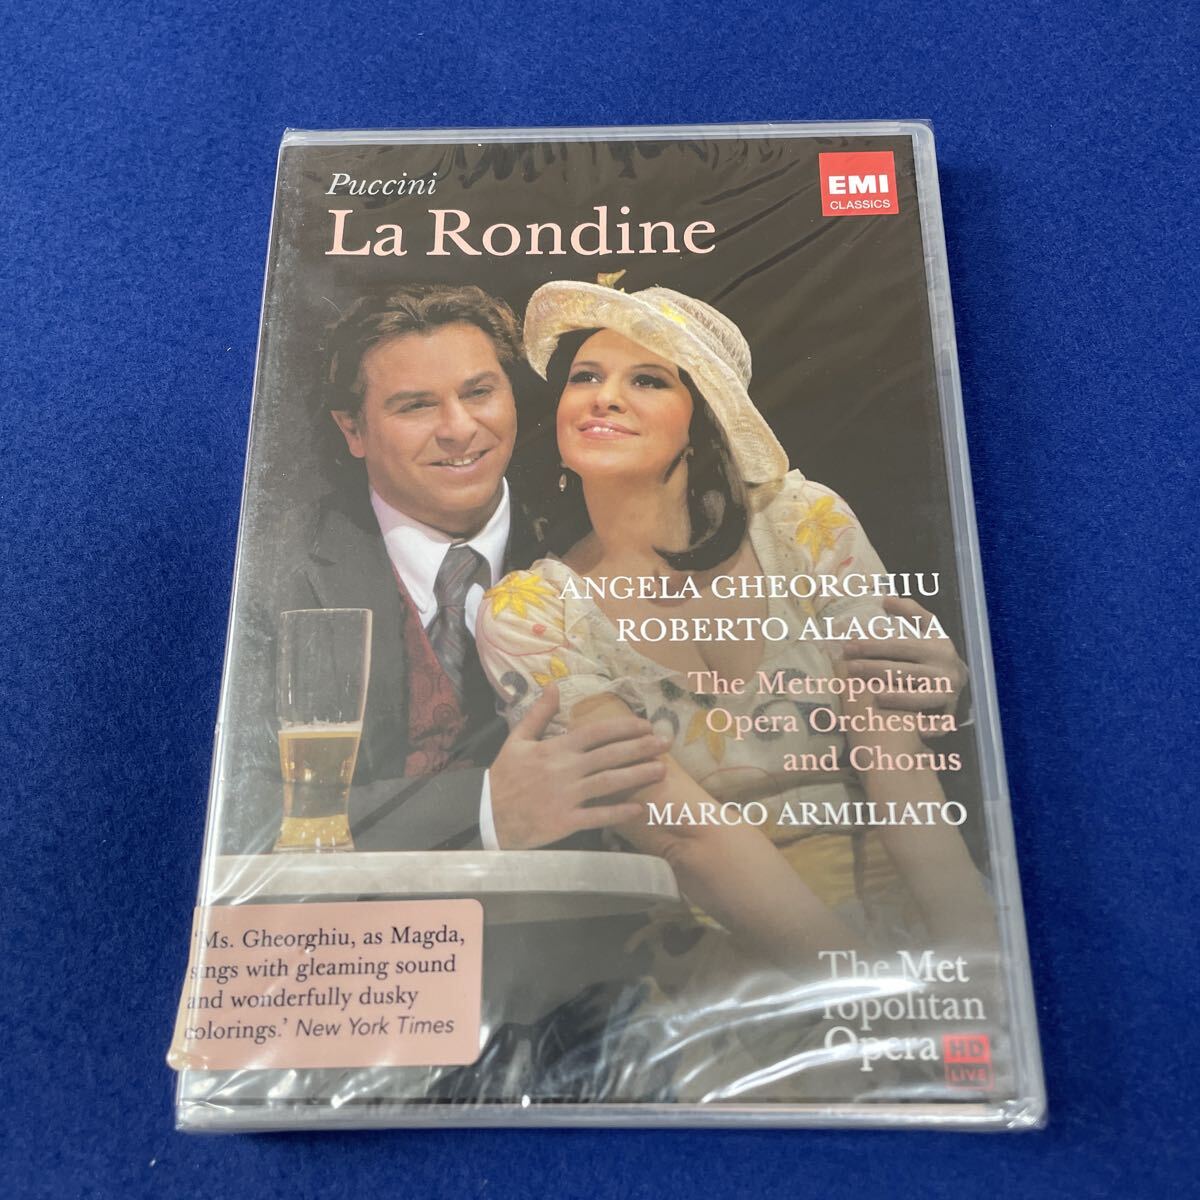 Puccini
La Rondine
EMI
CLASSICS
ANGELA GHEORGHIU
ROBERTO ALAGNA
The Metropolitan
Opera Orchestra
and Chorus
MARCO ARMILIATO
'Ms. Gheorghiu, as Magda,
sings with gleaming sound
and wonderfully dusky
colorings.' New York Times
The Met
ropolitan
Opera HD
LIVE